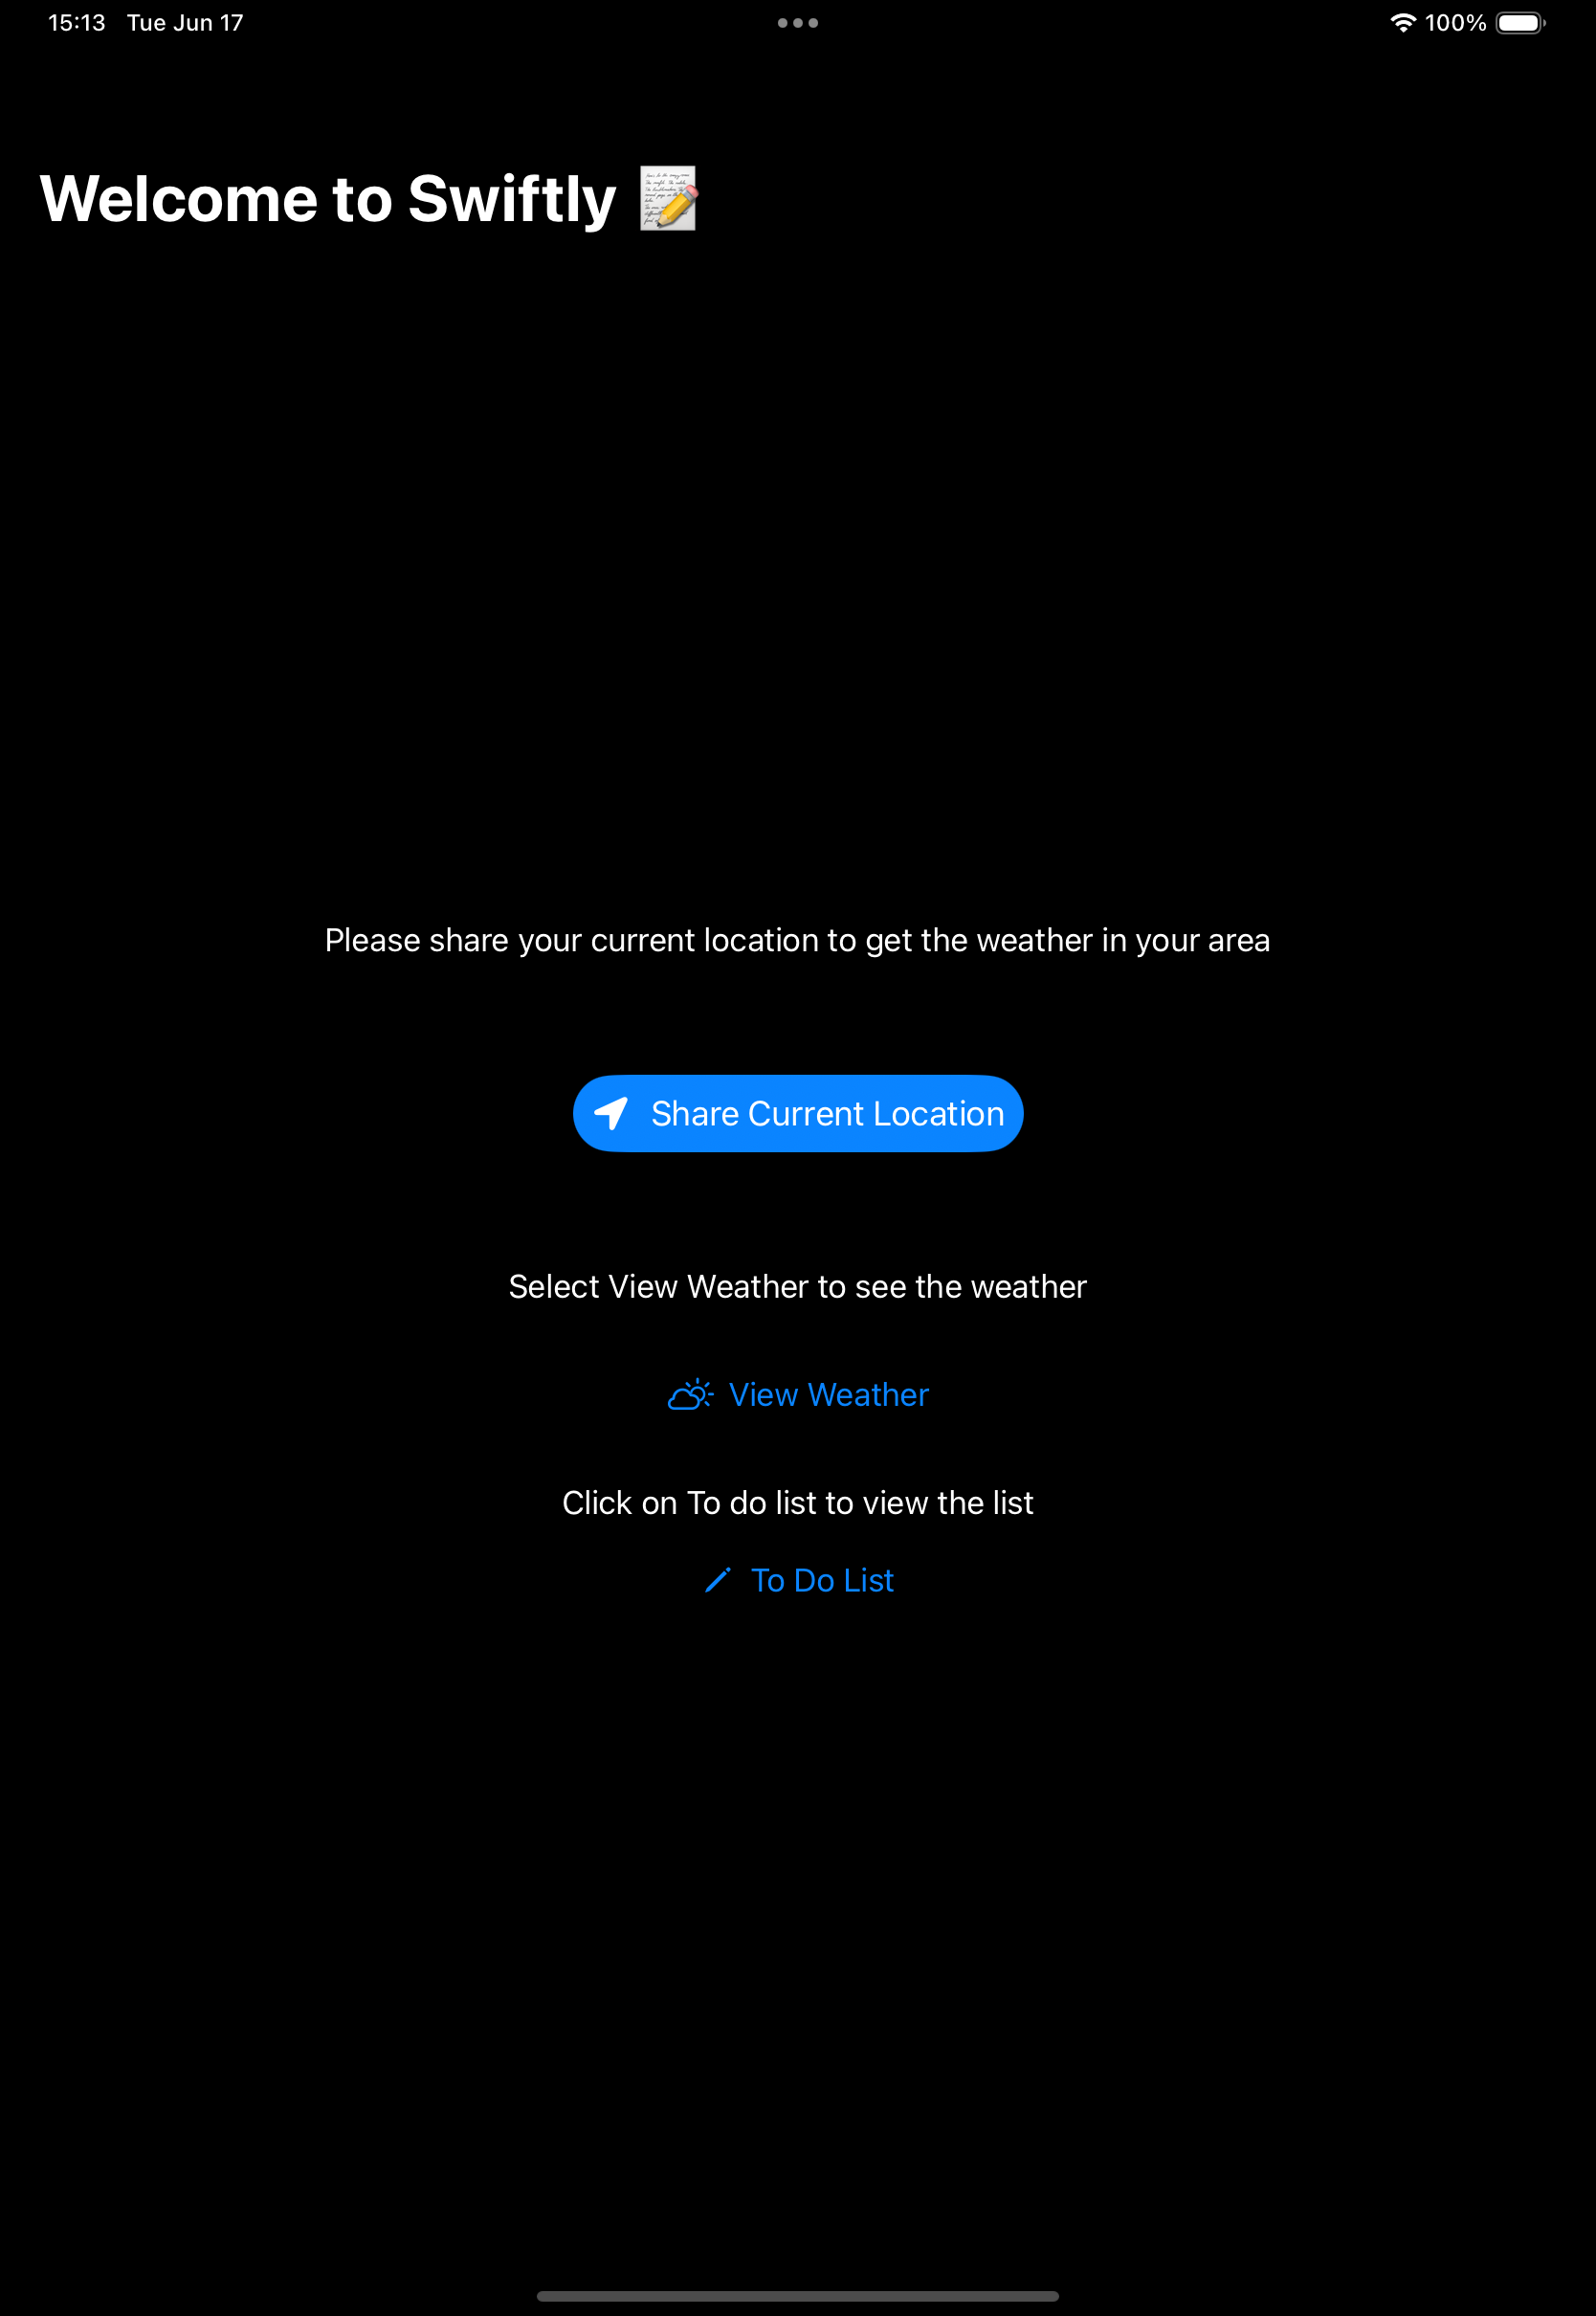 15:13 Tue Jun 17
100%
Welcome to Swiftly
Please share your current location to get the weather in your area
Share Current Location
Select View Weather to see the weather
View Weather
Click on To do list to view the list
To Do List